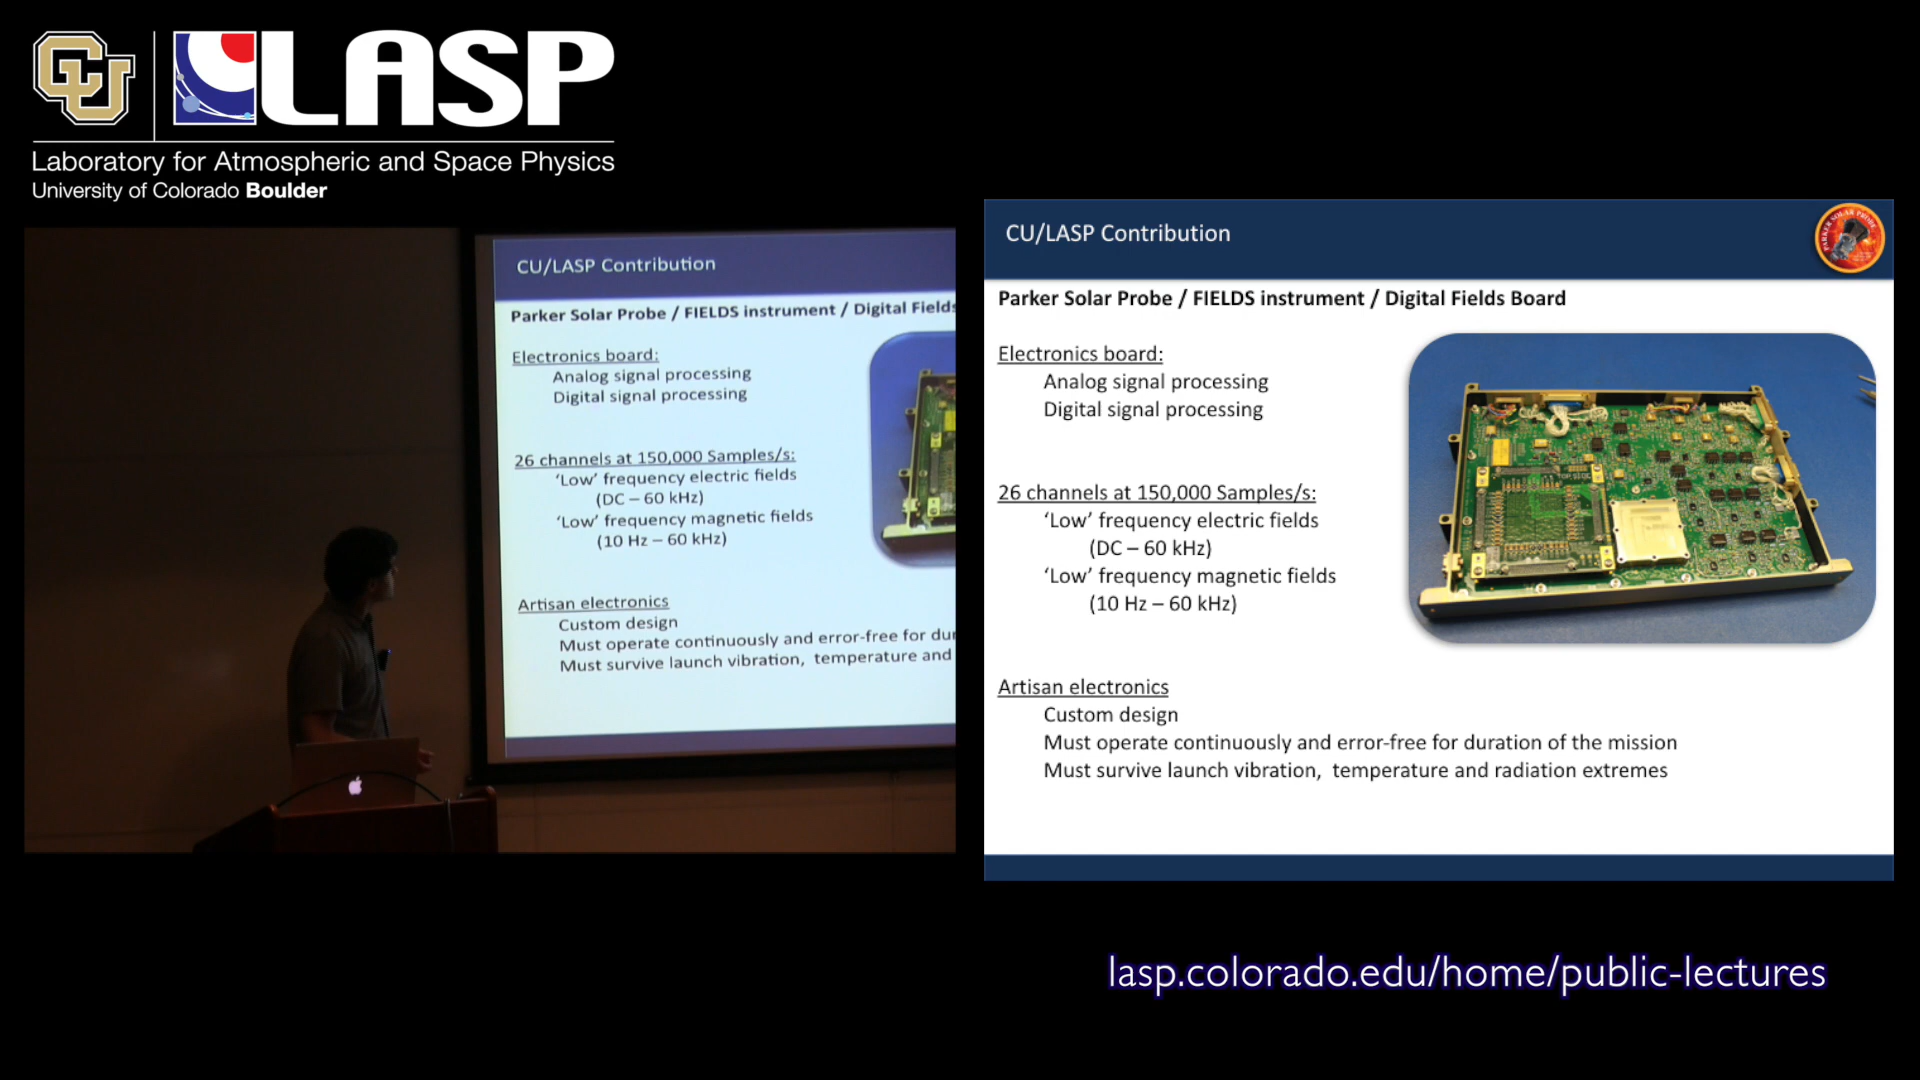 CU
LASP
Laboratory for Atmospheric and Space Physics
University of Colorado Boulder
CU/LASP Contribution
Parker Solar Probe / FIELDS instrument / Digital Fields
Electronics board:
Analog signal processing
Digital signal processing
26 channels at 150,000 Samples/s:
‘Low’ frequency electric fields
(DC – 60 kHz)
‘Low’ frequency magnetic fields
(10 Hz – 60 kHz)
Artisan electronics
Custom design
Must operate continuously and error-free for dur
Must survive launch vibration, temperature and
CU/LASP Contribution
PARKER SOLAR PROBE
Parker Solar Probe / FIELDS instrument / Digital Fields Board
Electronics board:
Analog signal processing
Digital signal processing
26 channels at 150,000 Samples/s:
‘Low’ frequency electric fields
(DC – 60 kHz)
‘Low’ frequency magnetic fields
(10 Hz – 60 kHz)
Artisan electronics
Custom design
Must operate continuously and error-free for duration of the mission
Must survive launch vibration, temperature and radiation extremes
lasp.colorado.edu/home/public-lectures